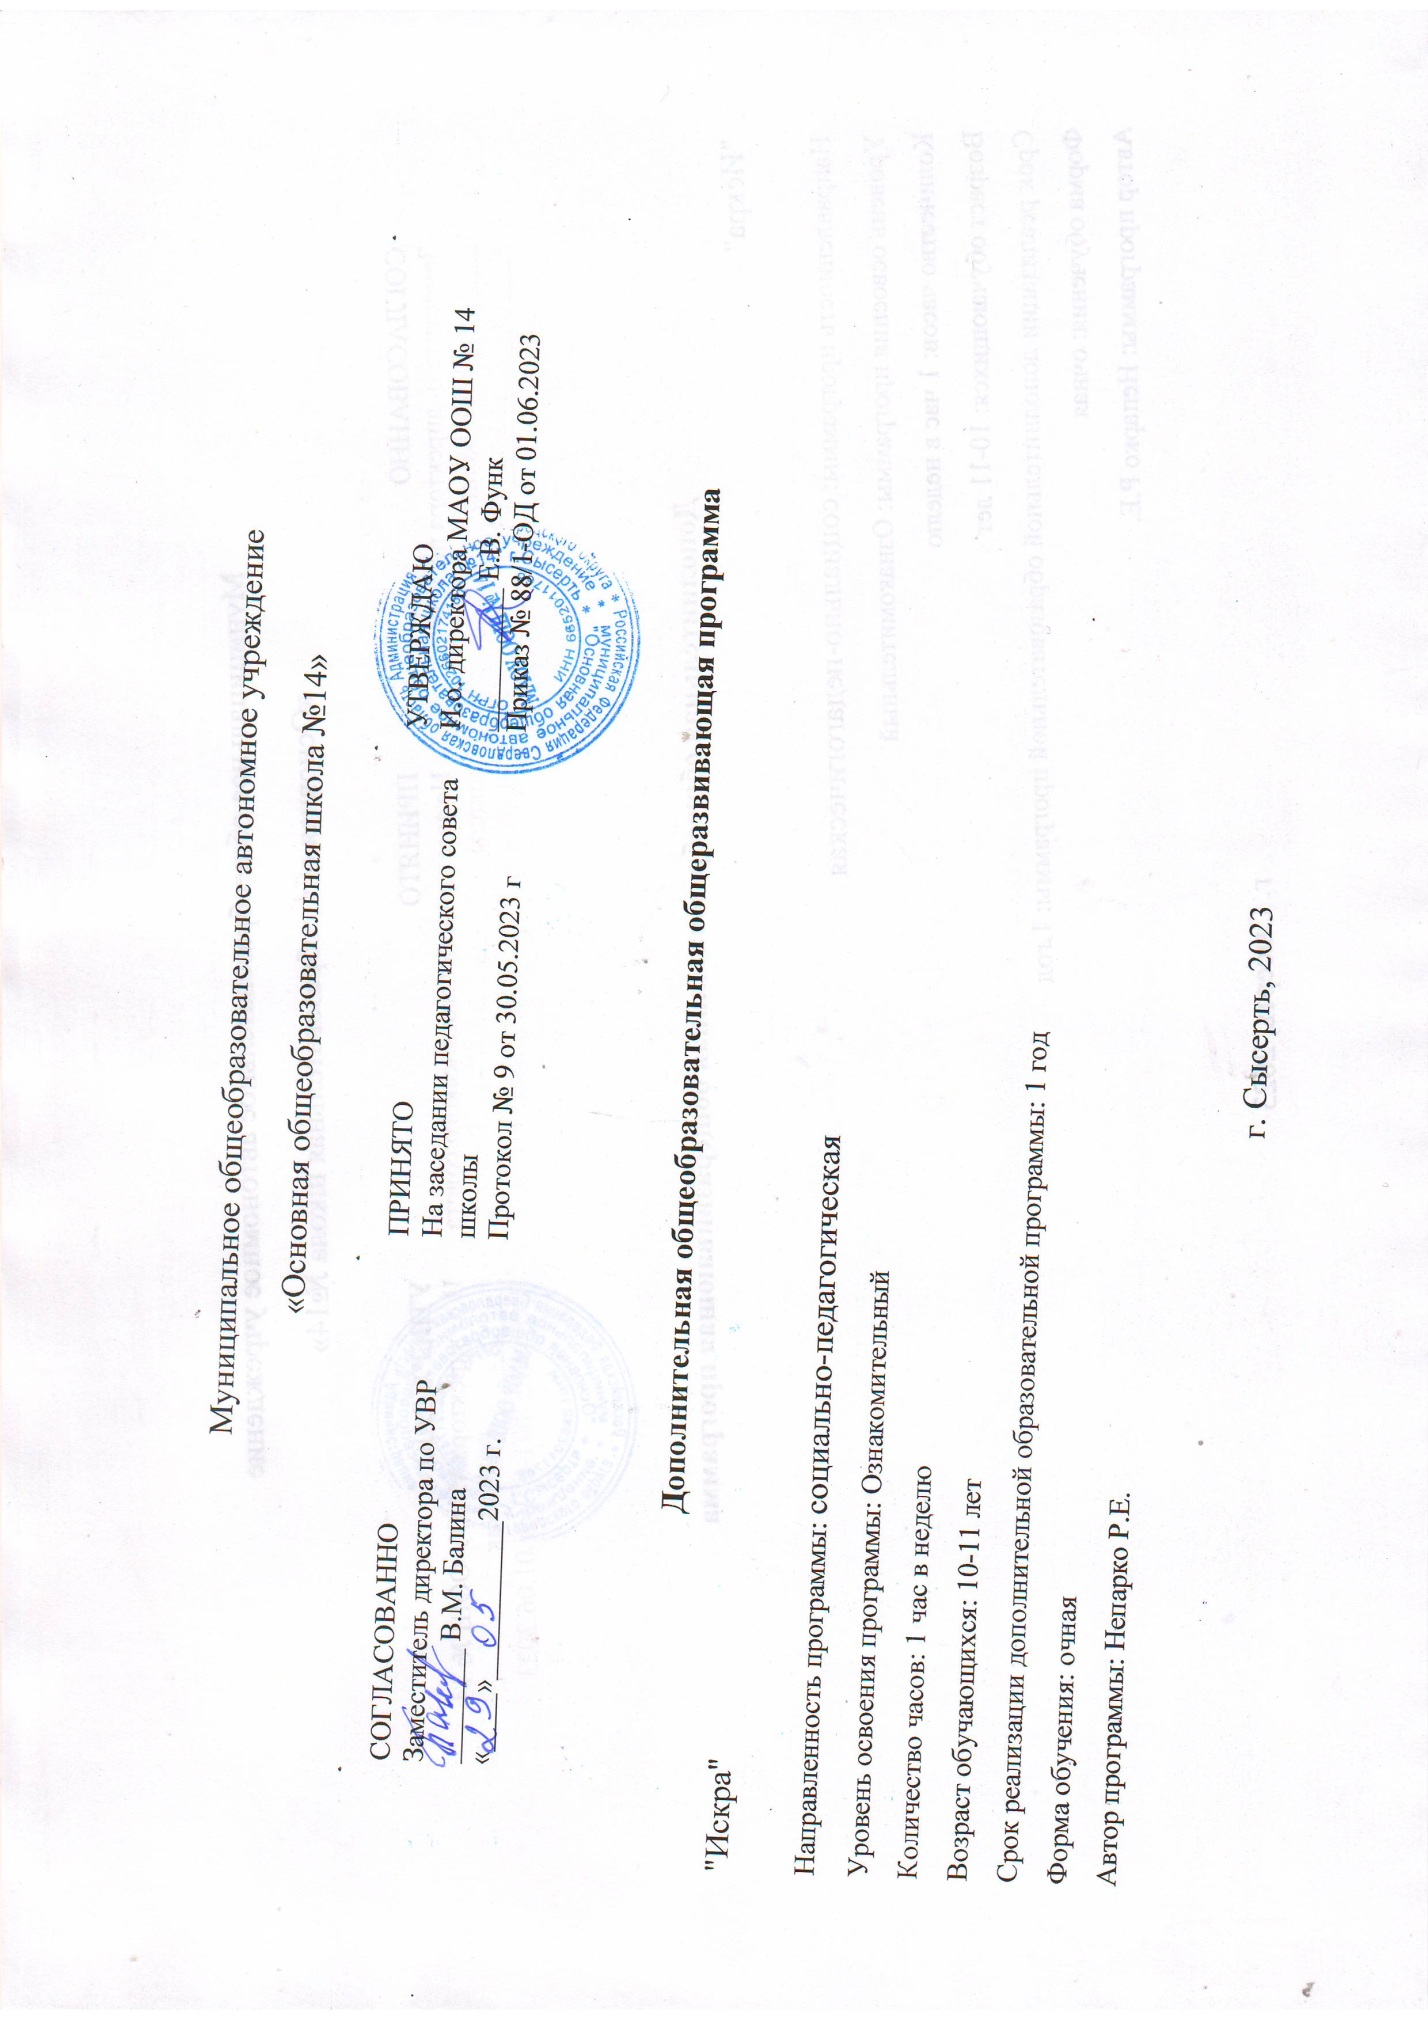 Муниципальное общеобразовательное автономное учреждение
«Основная общеобразовательная школа №14»
СОГЛАСОВАННО
Заместитель директора по УВР
В.М. Балина
«29» 05 2023 г.
ПРИНЯТО
На заседании педагогического совета
школы
Протокол № 9 от 30.05.2023 г
УТВЕРЖДАЮ
И.о. директора МАОУ ООШ № 14
Е.В. Функ
Приказ № 88/1-ОД от 01.06.2023
Дополнительная общеобразовательная общеразвивающая программа
"Искра"
Направленность программы: социально-педагогическая
Уровень освоения программы: Ознакомительный
Количество часов: 1 час в неделю
Возраст обучающихся: 10-11 лет
Срок реализации дополнительной образовательной программы: 1 год
Форма обучения: очная
Автор программы: Непарко Р.Е.
г. Сысерть, 2023